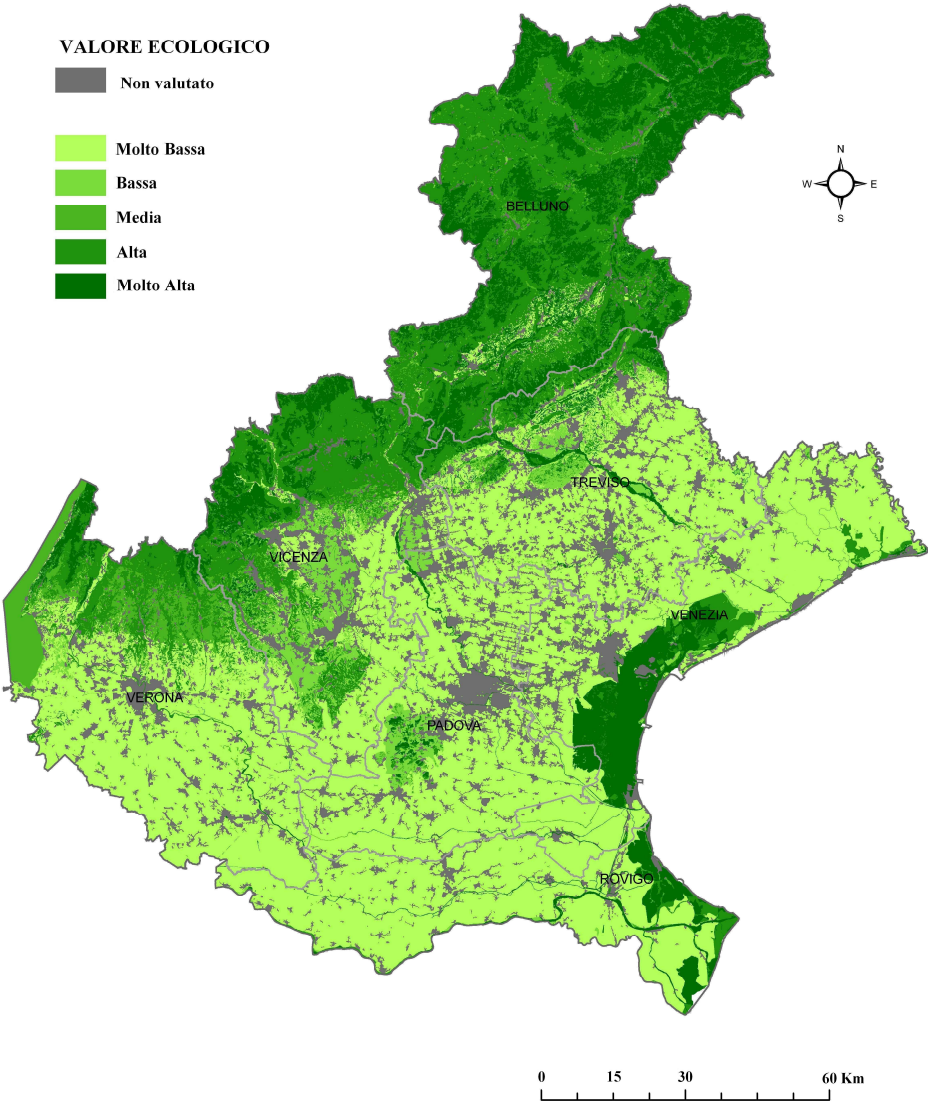 VALORE ECOLOGICO
Non valutato
Molto Bassa
Bassa
Media
Alta
Molto Alta
N
W E
S
BELLUNO
TREVISO
VICENZA
VENEZIA
VERONA
PADOVA
ROVIGO
0 15 30 60 Km